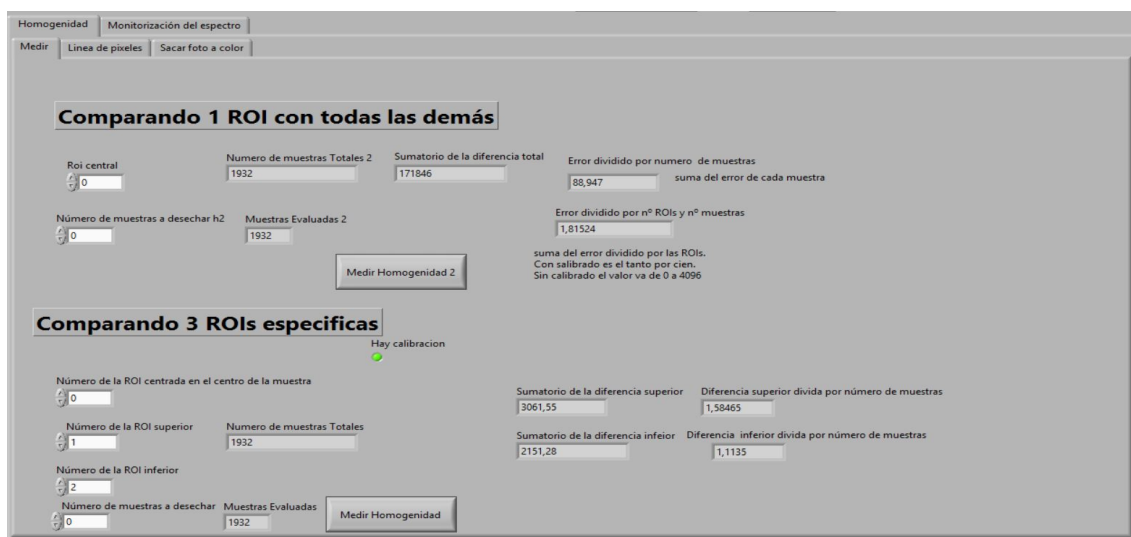 Homogenidad
Monitorización del espectro
Medir
Linea de pixeles
Sacar foto a color
Comparando 1 ROI con todas las demás
Roi central
0
Numero de muestras Totales 2
1932
Sumatorio de la diferencia total
171846
Error dividido por numero de muestras
88,947
suma del error de cada muestra
Número de muestras a desechar h2
0
Muestras Evaluadas 2
1932
Error dividido por nº ROIs y nº muestras
1,81524
Medir Homogenidad 2
suma del error dividido por las ROIs.
Con salibrado es el tanto por cien.
Sin calibrado el valor va de 0 a 4096
Comparando 3 ROIs especificas
Hay calibracion
Número de la ROI centrada en el centro de la muestra
0
Sumatorio de la diferencia superior
3061,55
Diferencia superior divida por número de muestras
1,58465
Número de la ROI superior
1
Numero de muestras Totales
1932
Sumatorio de la diferencia infeior
2151,28
Diferencia inferior divida por número de muestras
1,1135
Número de la ROI inferior
2
Número de muestras a desechar
0
Muestras Evaluadas
1932
Medir Homogenidad